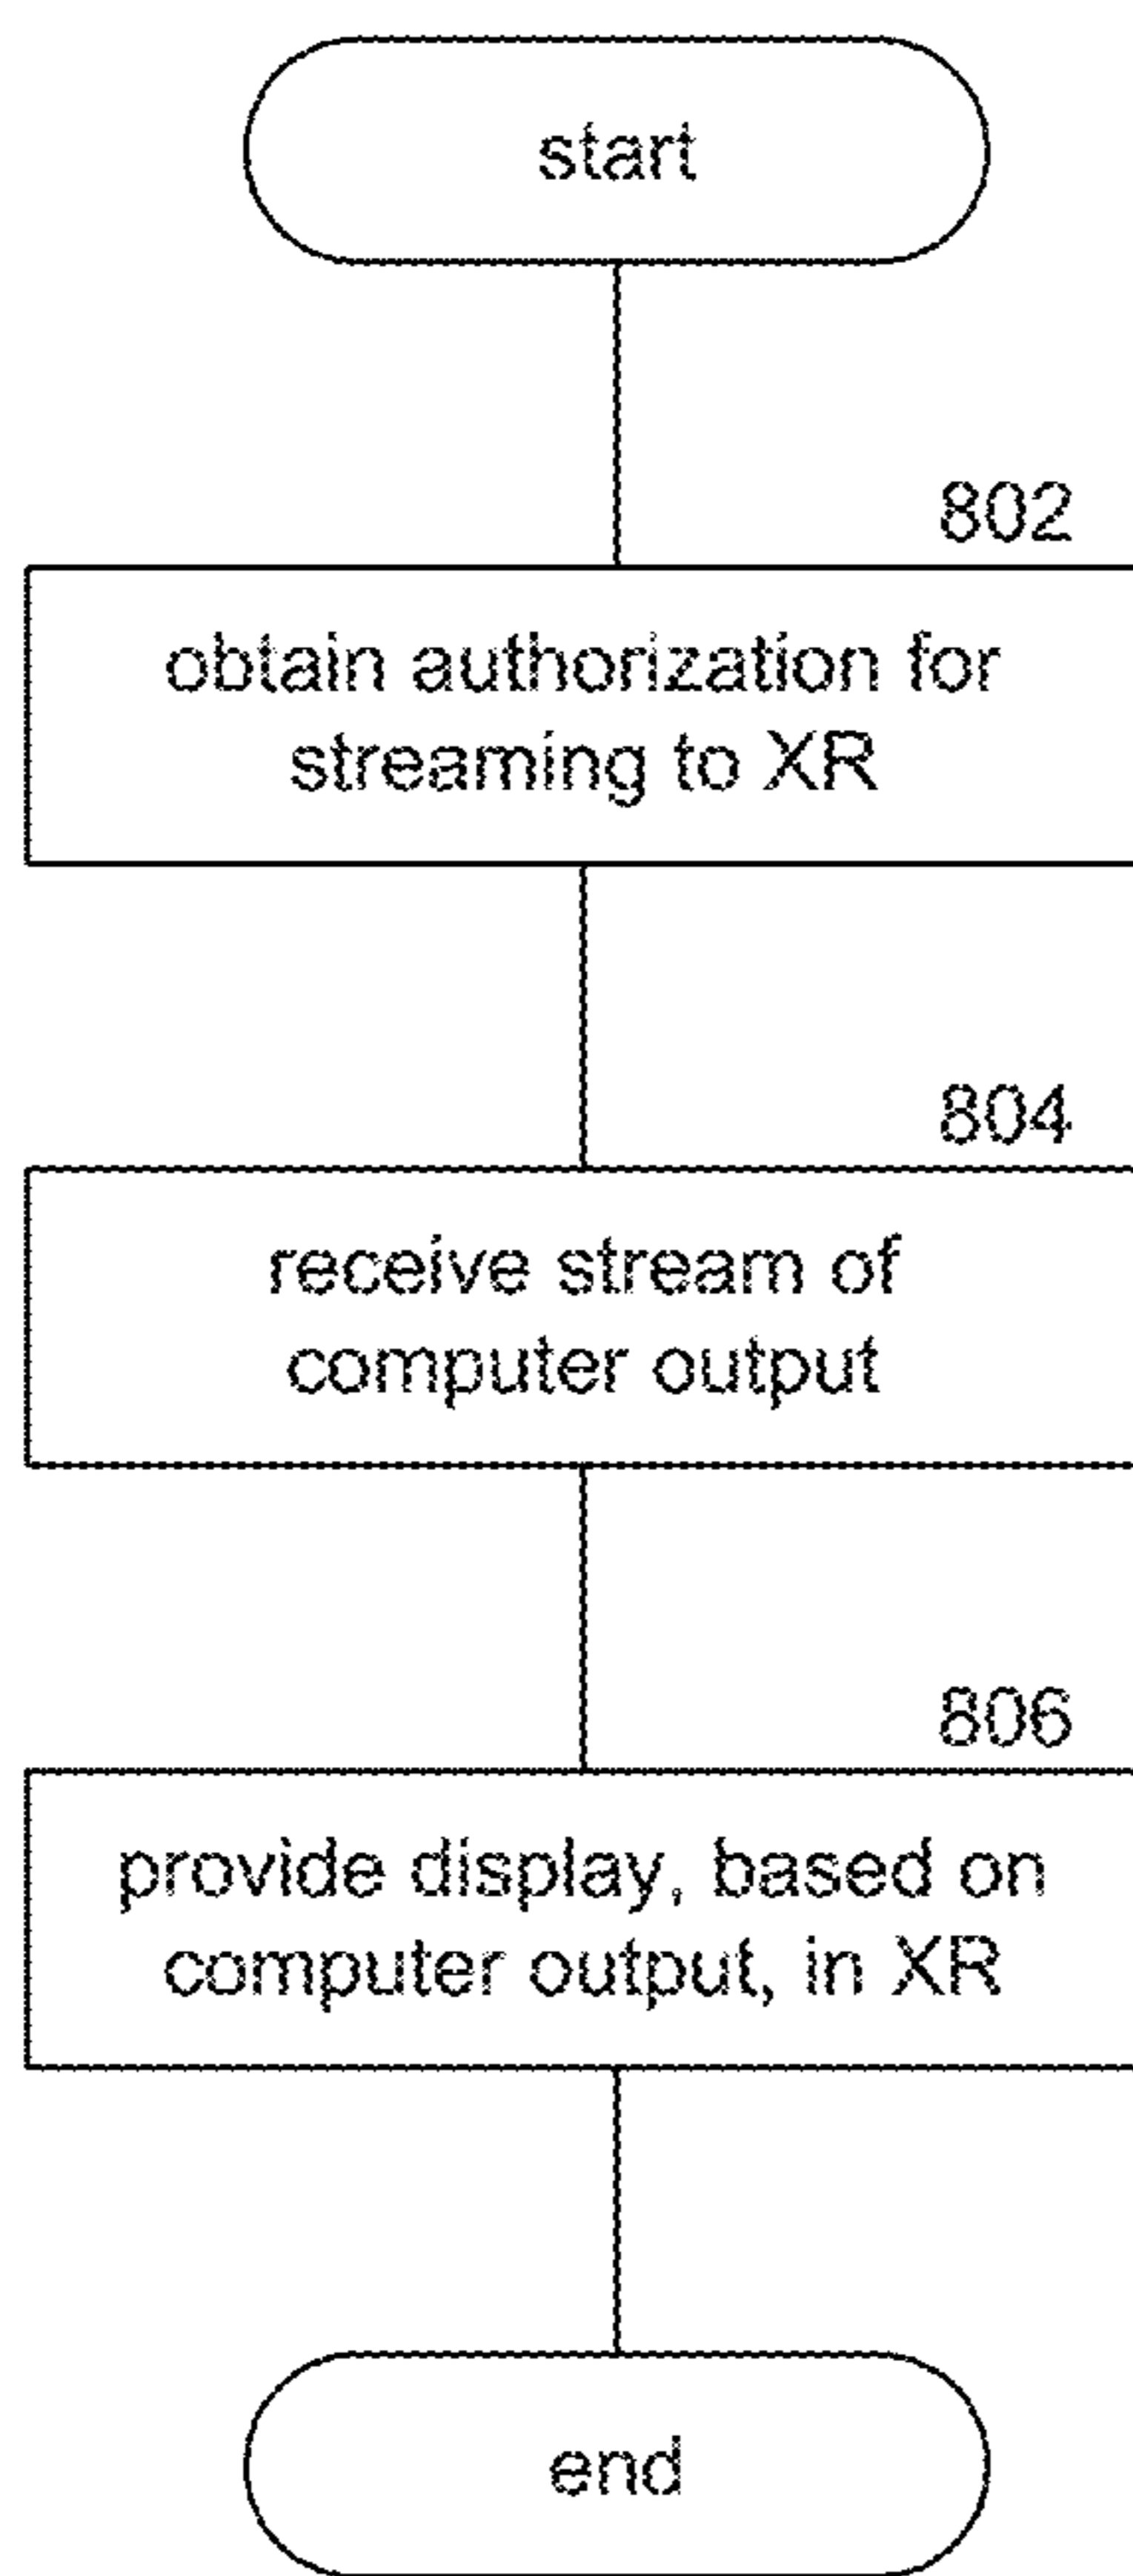 start
802
obtain authorization for
streaming to XR
804
receive stream of
computer output
806
provide display, based on
computer output, in XR
end